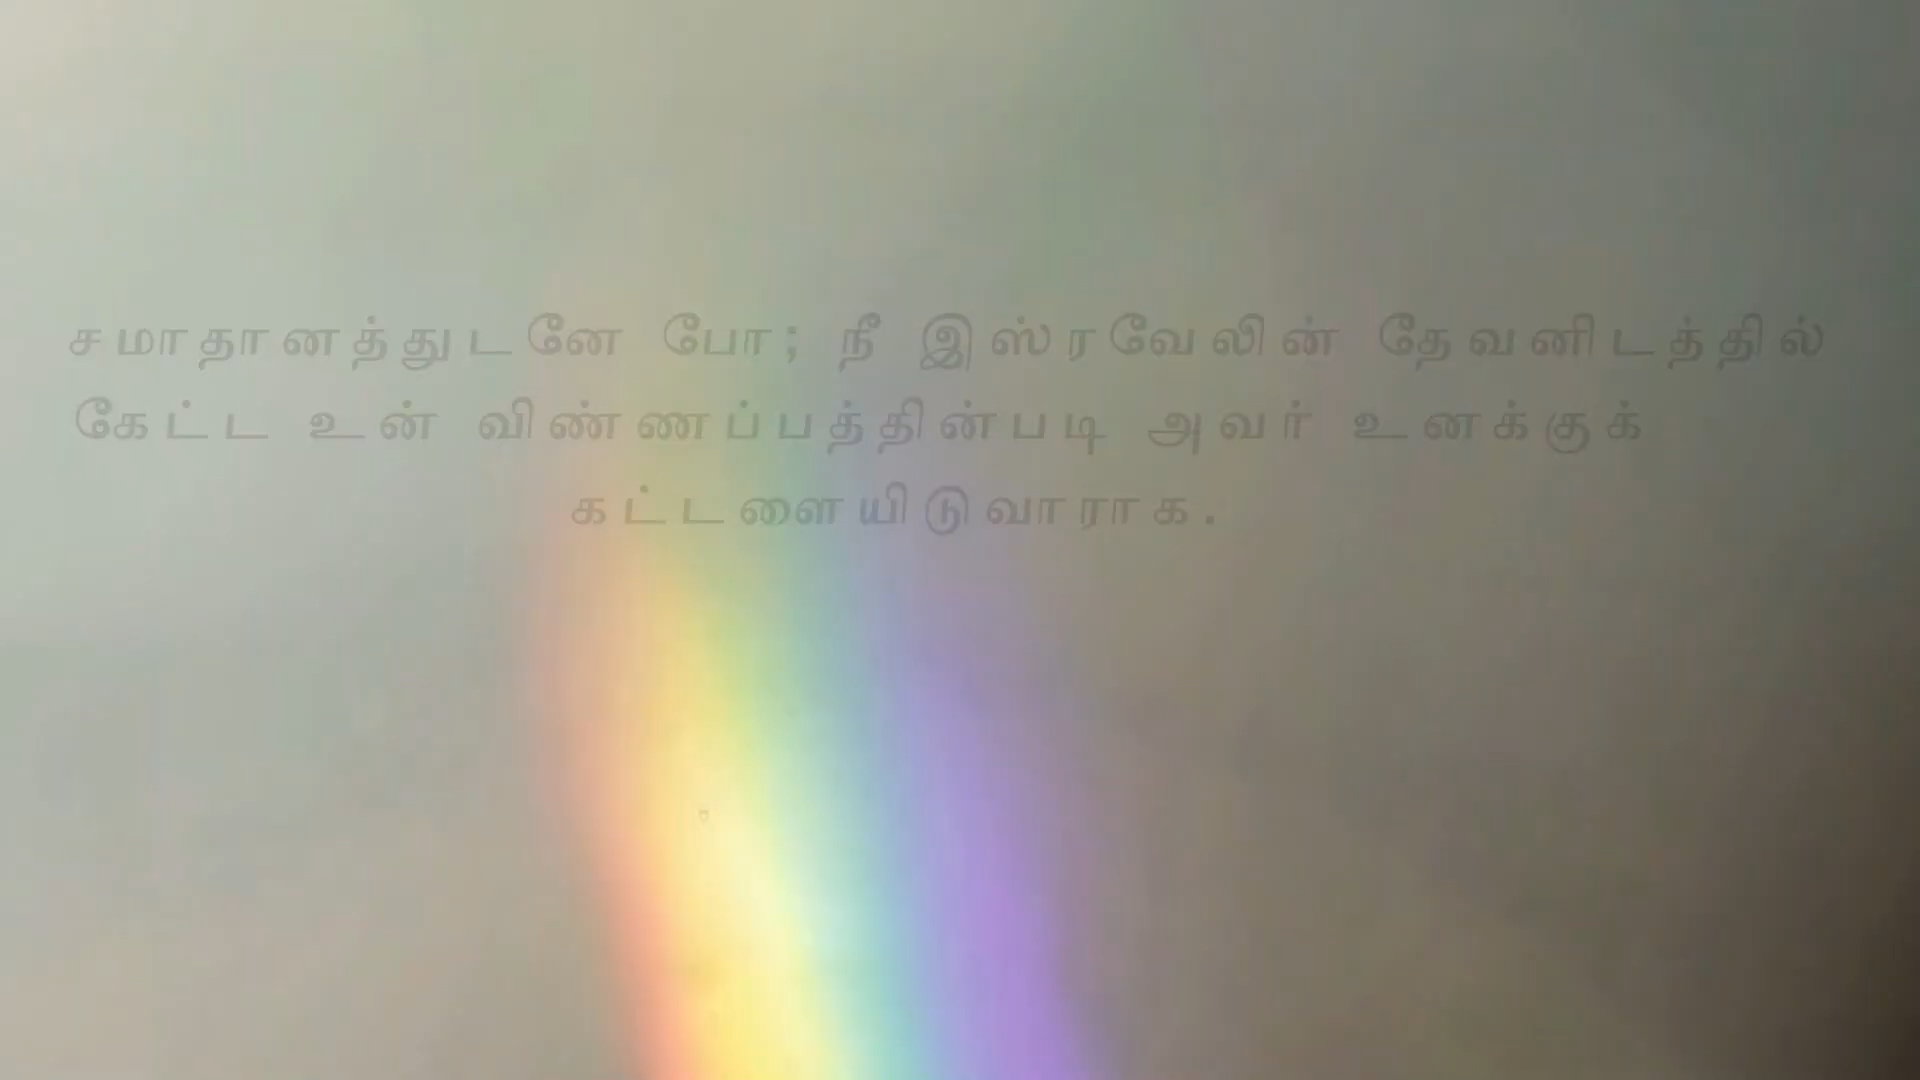 சமாதானத்துடனே போ; நீ இஸ்ரவேலின் தேவனிடத்தில்
கேட்ட உன் விண்ணப்பத்தின்படி அவர் உனக்குக்
கட்டளையிடுவாராக.